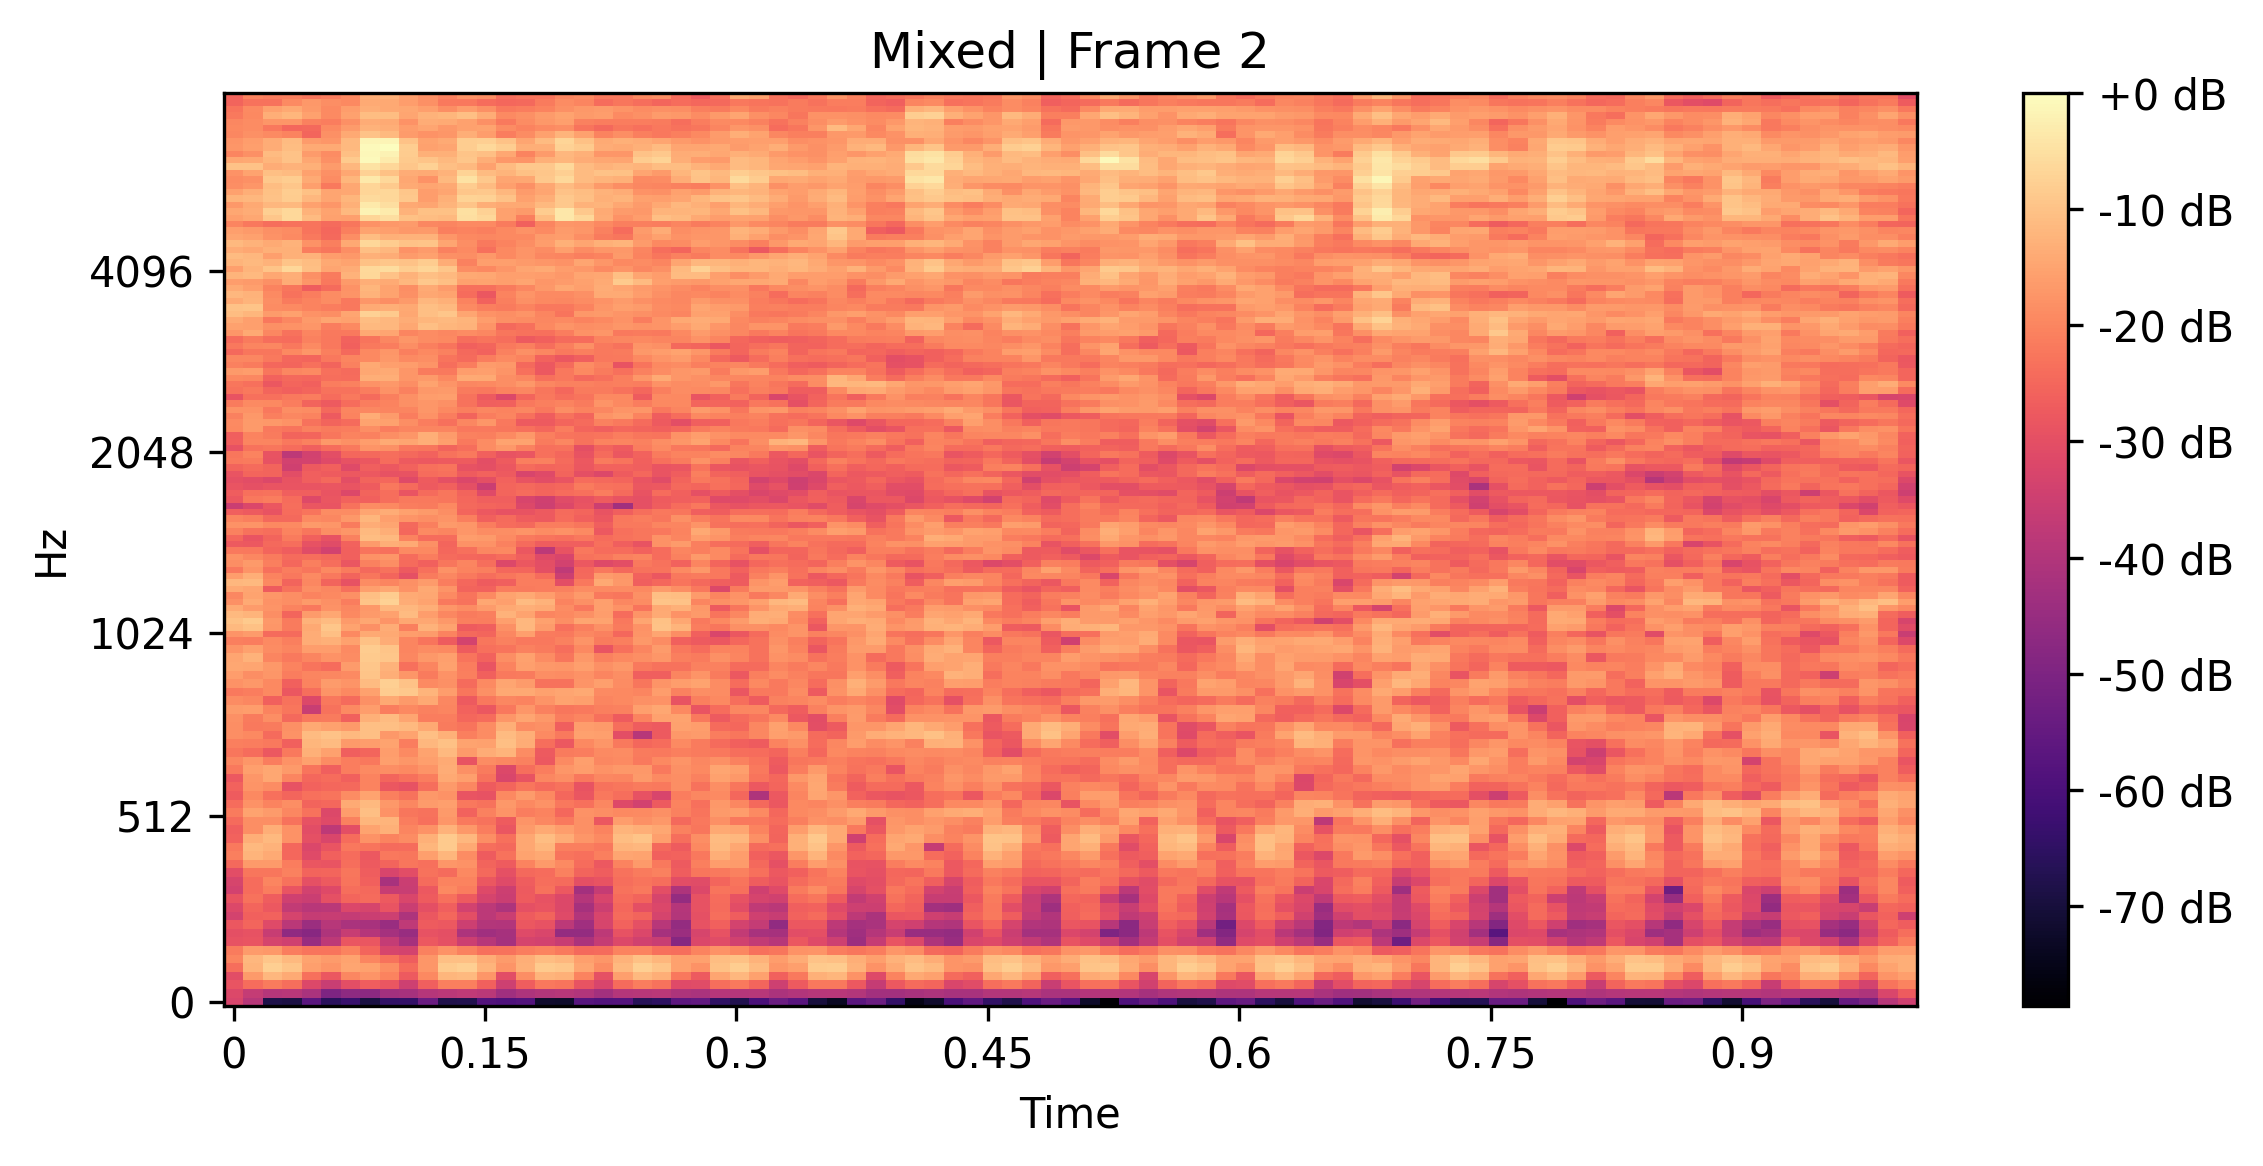 Mixed | Frame 2
Hz
4096
2048
1024
512
0
0 0.15 0.3 0.45 0.6 0.75 0.9
Time
+0 dB
-10 dB
-20 dB
-30 dB
-40 dB
-50 dB
-60 dB
-70 dB